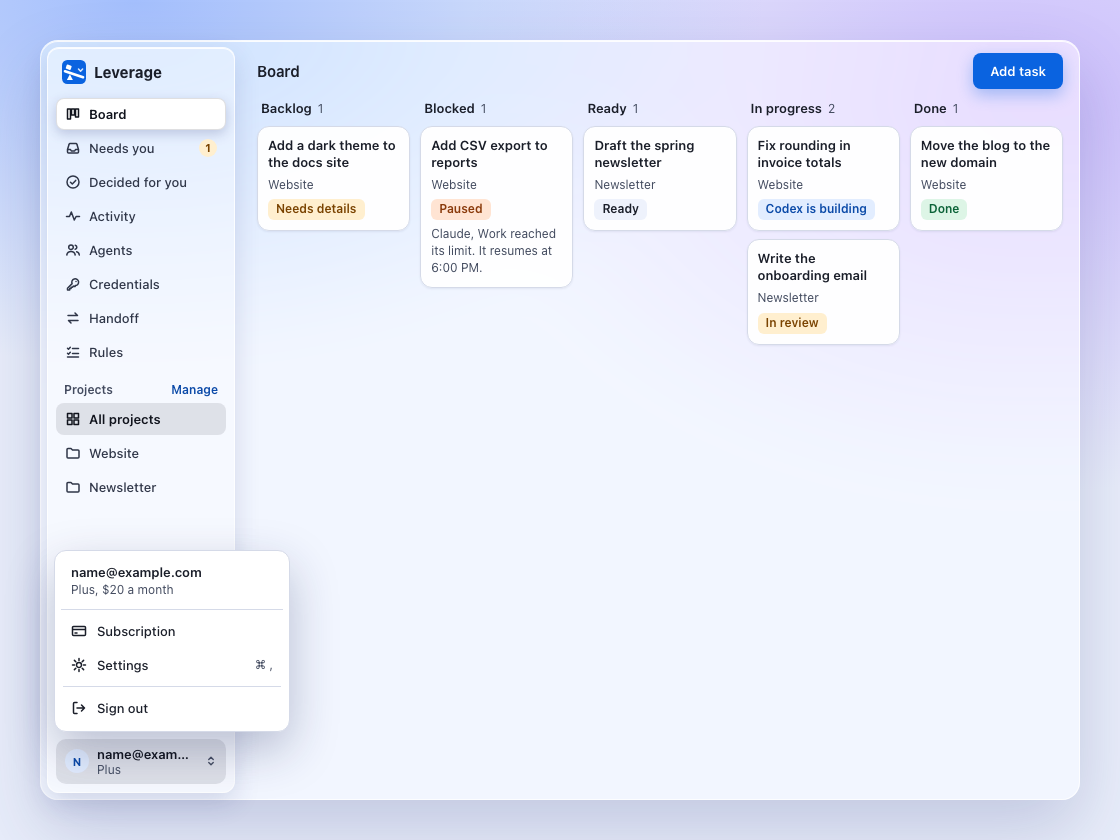 Leverage
Board
Needs you 1
Decided for you
Activity
Agents
Credentials
Handoff
Rules
Projects Manage
All projects
Website
Newsletter
name@example.com
Plus, $20 a month
Subscription
Settings ⌘ ,
Sign out
N name@exam...
Plus
Board
Add task
Backlog 1
Add a dark theme to
the docs site
Website
Needs details
Blocked 1
Add CSV export to
reports
Website
Paused
Claude, Work reached
its limit. It resumes at
6:00 PM.
Ready 1
Draft the spring
newsletter
Newsletter
Ready
In progress 2
Fix rounding in
invoice totals
Website
Codex is building
Write the
onboarding email
Newsletter
In review
Done 1
Move the blog to the
new domain
Website
Done